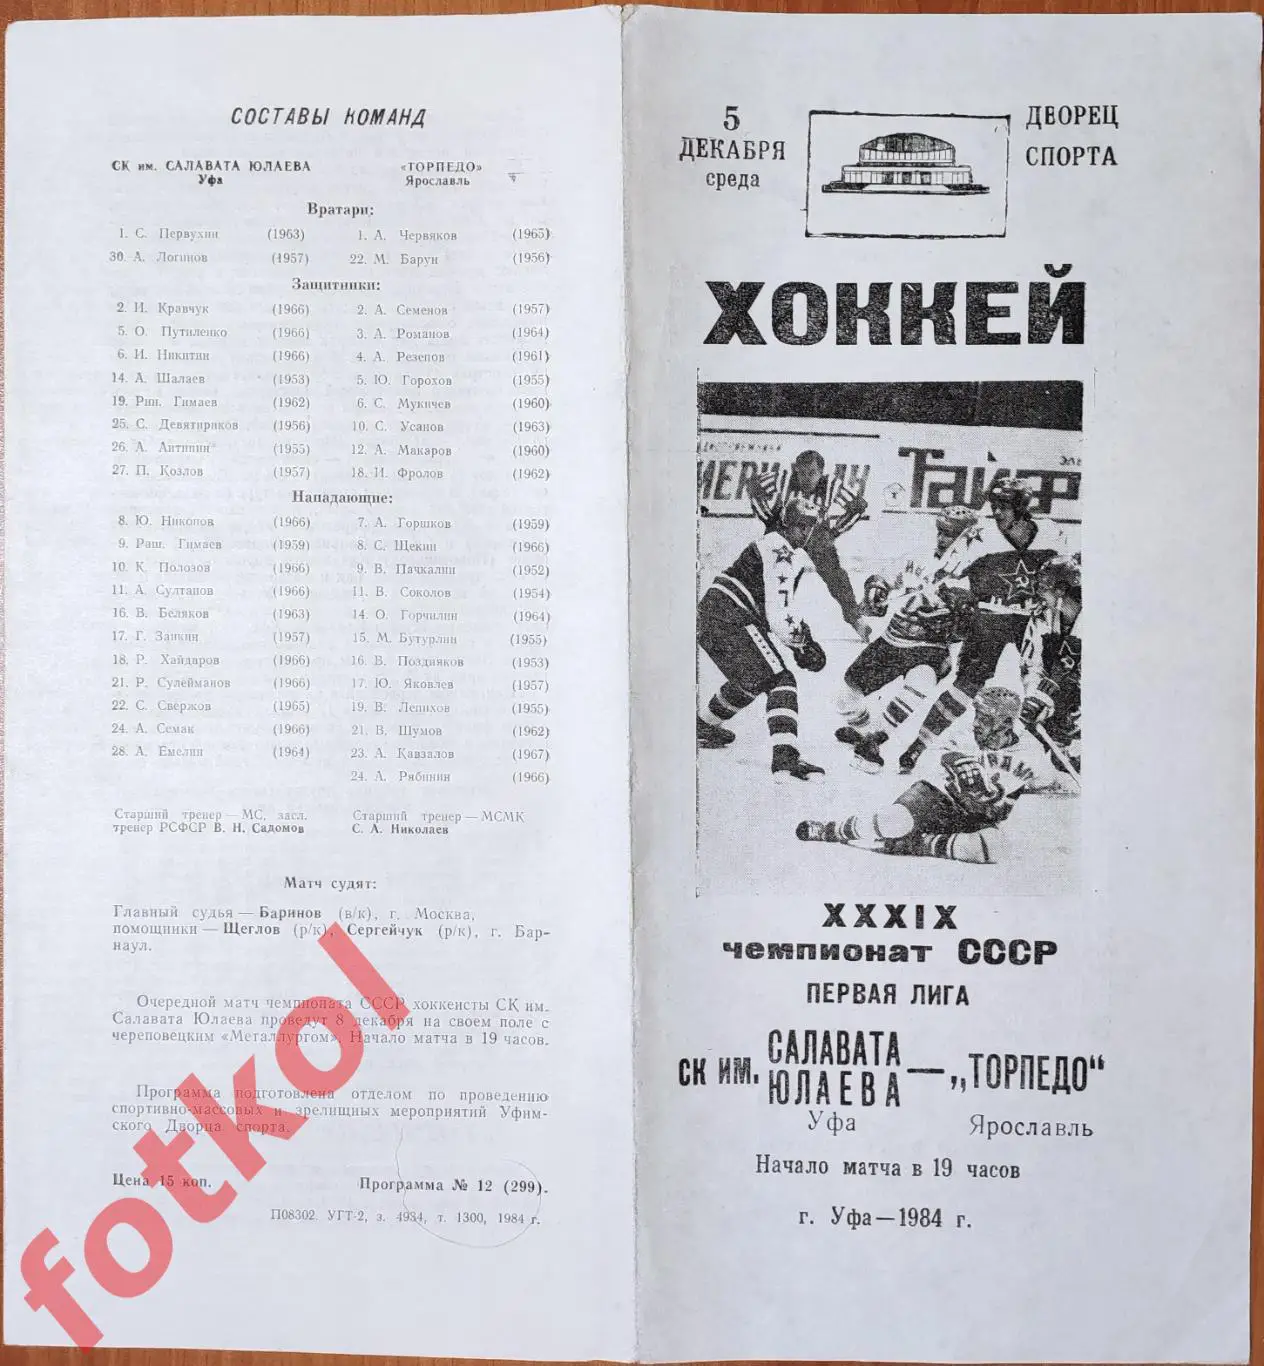 СОСТАВЫ КОМАНД
СК им. САЛАВАТА ЮЛАЕВА «ТОРПЕДО»
Уфа Ярославль
Вратари:
1. С. Первухин (1963) 1. А. Червяков (1965)
30. А. Логинов (1957) 22. М. Барун (1956)
Защитники:
2. И. Кравчук (1966) 2. А. Семенов (1957)
5. О. Путиленко (1966) 3. А. Романов (1964)
6. И. Никитин (1966) 4. А. Резепов (1961)
14. А. Шалаев (1953) 5. Ю. Горохов (1955)
19. Рин. Гимаев (1962) 6. С. Мукичев (1960)
25. С. Девятириков (1956) 10. С. Усанов (1963)
26. А. Антипин (1955) 12. А. Макаров (1960)
27. П. Козлов (1957) 18. И. Фролов (1962)
Нападающие:
8. Ю. Никонов (1966) 7. А. Горшков (1959)
9. Раш. Гимаев (1959) 8. С. Щекин (1966)
10. К. Полозов (1966) 9. В. Пачкалин (1952)
11. А. Султанов (1966) 11. В. Соколов (1954)
16. В. Беляков (1963) 14. О. Горчилин (1964)
17. Г. Заикин (1957) 15. М. Бутурлин (1955)
18. Р. Хайдаров (1966) 16. В. Поздняков (1953)
21. Р. Сулейманов (1966) 17. Ю. Яковлев (1957)
22. С. Свержов (1965) 19. В. Лепихов (1955)
24. А. Семак (1966) 21. В. Шумов (1962)
28. А. Емелин (1964) 23. А. Кавзалов (1967)
24. А. Рябинин (1966)
Старший тренер — МС, засл. Старший тренер — МСМК
тренер РСФСР В. Н. Садомов С. А. Николаев
Матч судят:
Главный судья — Баринов (в/к), г. Москва,
помощники — Щеглов (р/к), Сергейчук (р/к), г. Бар-
наул.
Очередной матч чемпионата СССР хоккеисты СК им.
Салавата Юлаева проведут 8 декабря на своем поле с
череповецким «Металлургом». Начало матча в 19 часов.
Программа подготовлена отделом по проведению
спортивно-массовых и зрелищных мероприятий Уфим-
ского Дворца спорта.
Цена 15 коп. Программа № 12 (299).
П08302. УГТ-2, з. 4984, т. 1300, 1984 г.
fotkol
5
ДЕКАБРЯ
среда
ДВОРЕЦ
СПОРТА
ХОККЕЙ
XXXIX
чемпионат СССР
ПЕРВАЯ ЛИГА
СК ИМ. САЛАВАТА ЮЛАЕВА — „ТОРПЕДО“
Уфа Ярославль
Начало матча в 19 часов
г. Уфа — 1984 г.